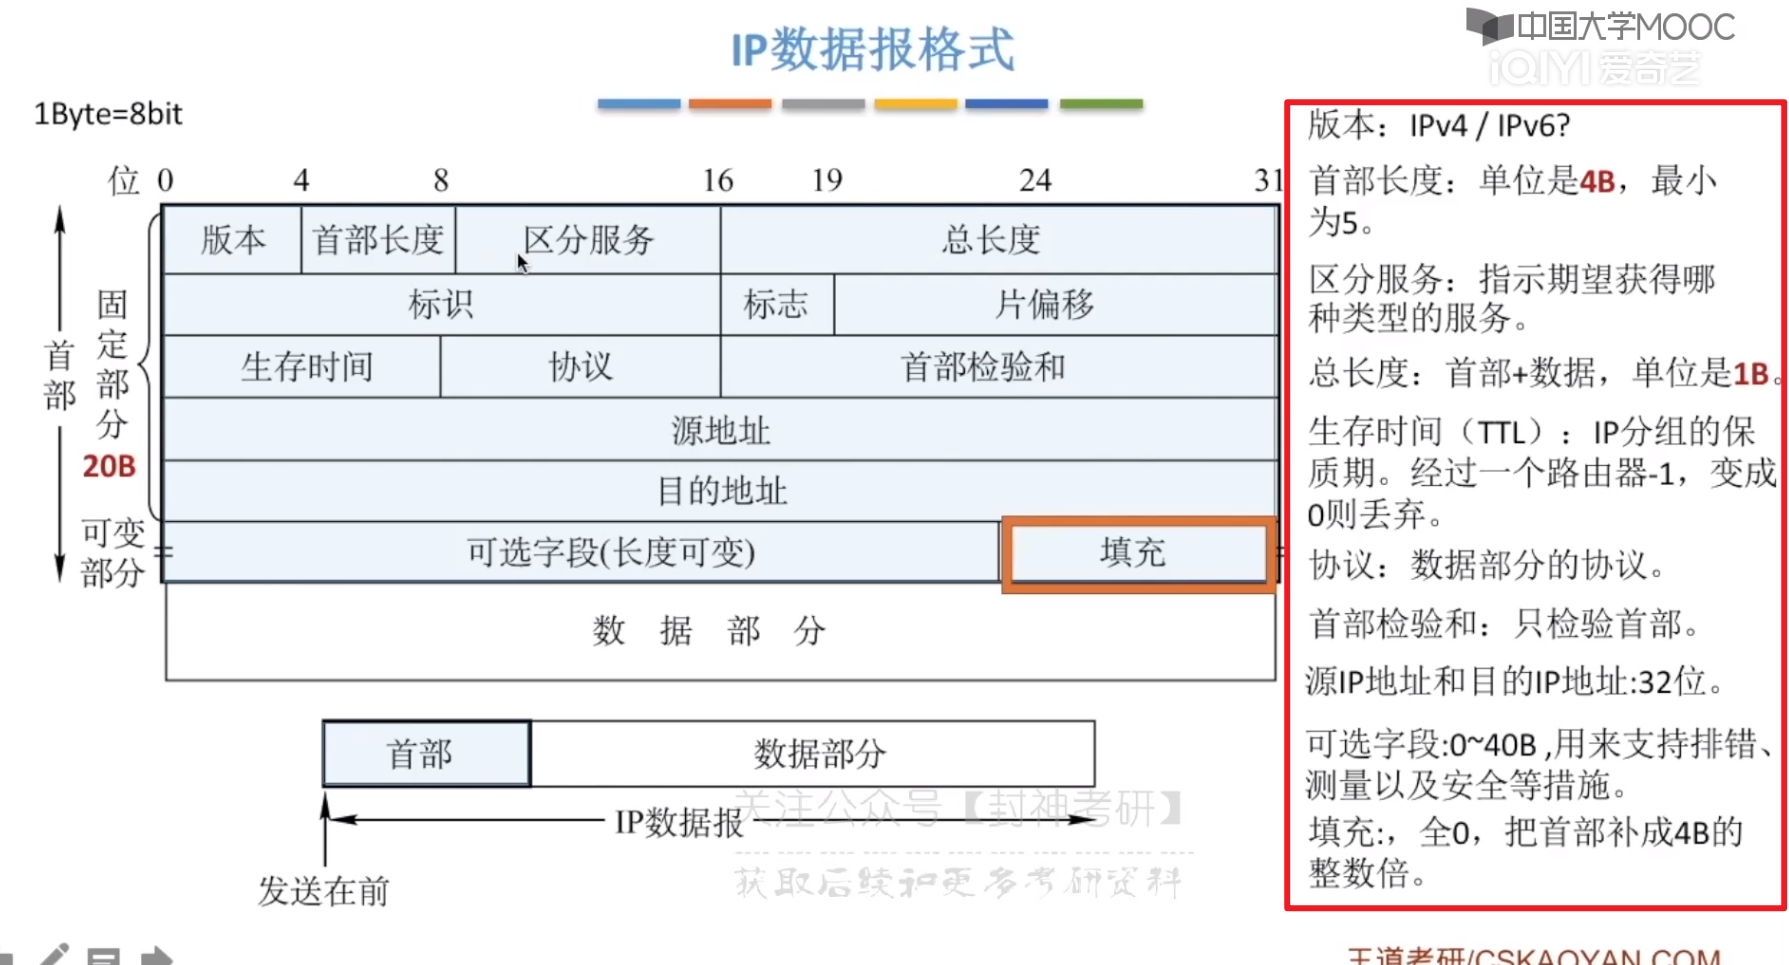 中国大学MOOC
iQIYI 爱奇艺
IP数据报格式
1Byte=8bit
位 0 4 8 16 19 24 31
版本 首部长度 区分服务 总长度
标识 标志 片偏移
生存时间 协议 首部检验和
源地址
目的地址
可选字段(长度可变) 填充
数 据 部 分
首部
固定部分
20B
可变部分
首部 数据部分
IP数据报
发送在前
关注公众号【封神考研】
获取后续和更多考研资料
版本：IPv4 / IPv6?
首部长度：单位是4B，最小
为5。
区分服务：指示期望获得哪
种类型的服务。
总长度：首部+数据，单位是1B。
生存时间（TTL）：IP分组的保
质期。经过一个路由器-1，变成
0则丢弃。
协议：数据部分的协议。
首部检验和：只检验首部。
源IP地址和目的IP地址:32位。
可选字段:0~40B ,用来支持排错、
测量以及安全等措施。
填充:，全0，把首部补成4B的
整数倍。
王道考研/CSKAOYAN.COM